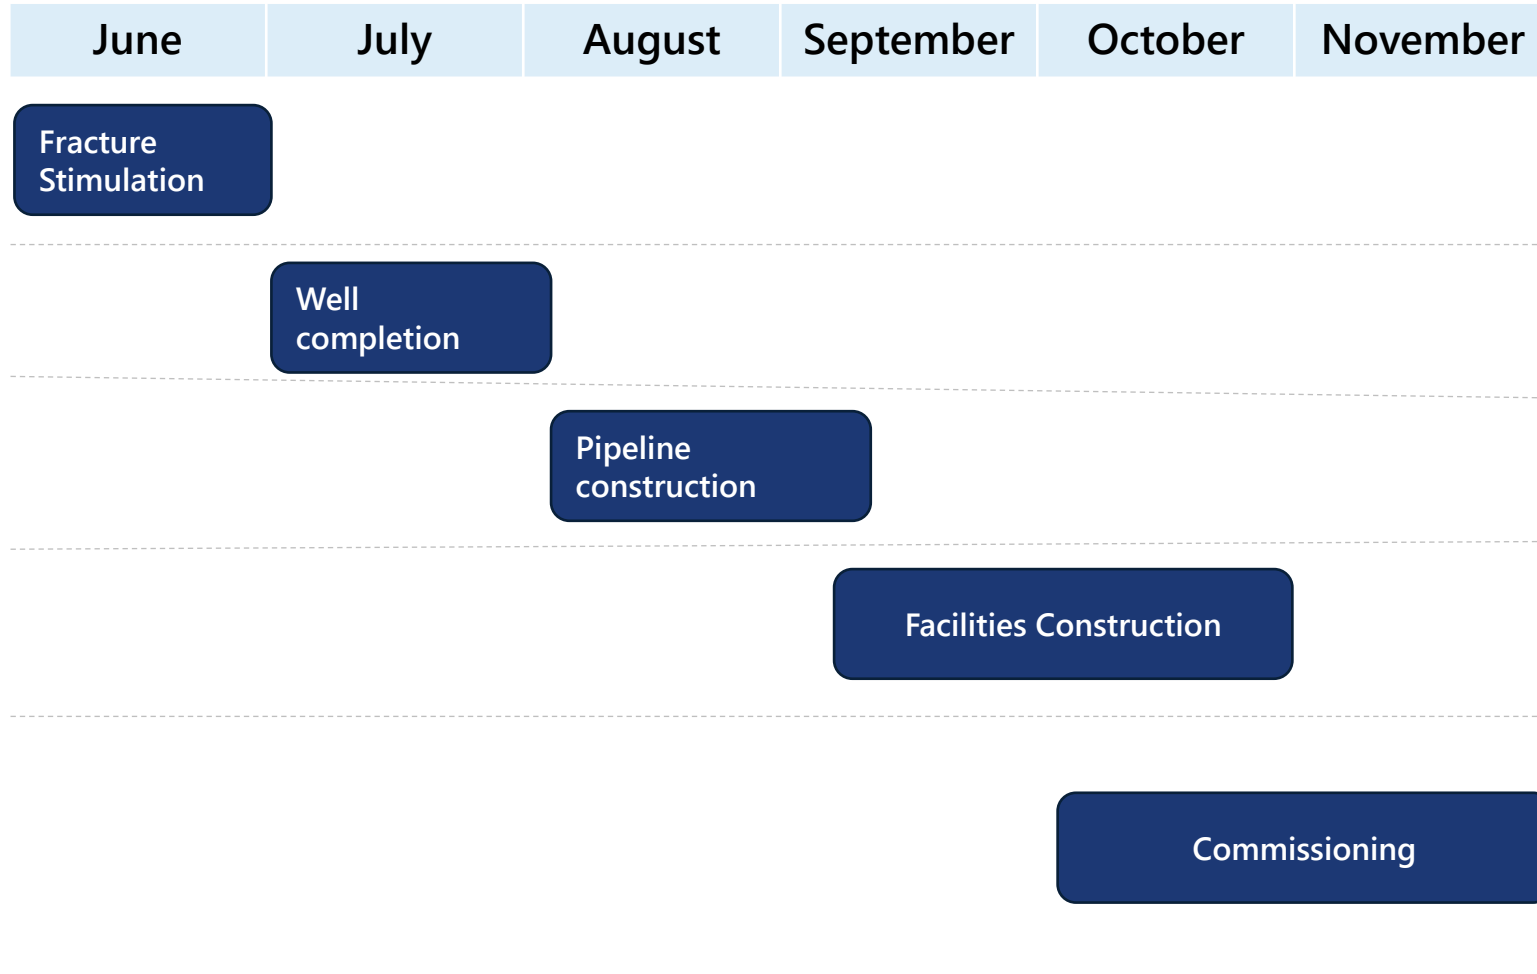 June July August September October November
Fracture
Stimulation
Well
completion
Pipeline
construction
Facilities Construction
Commissioning